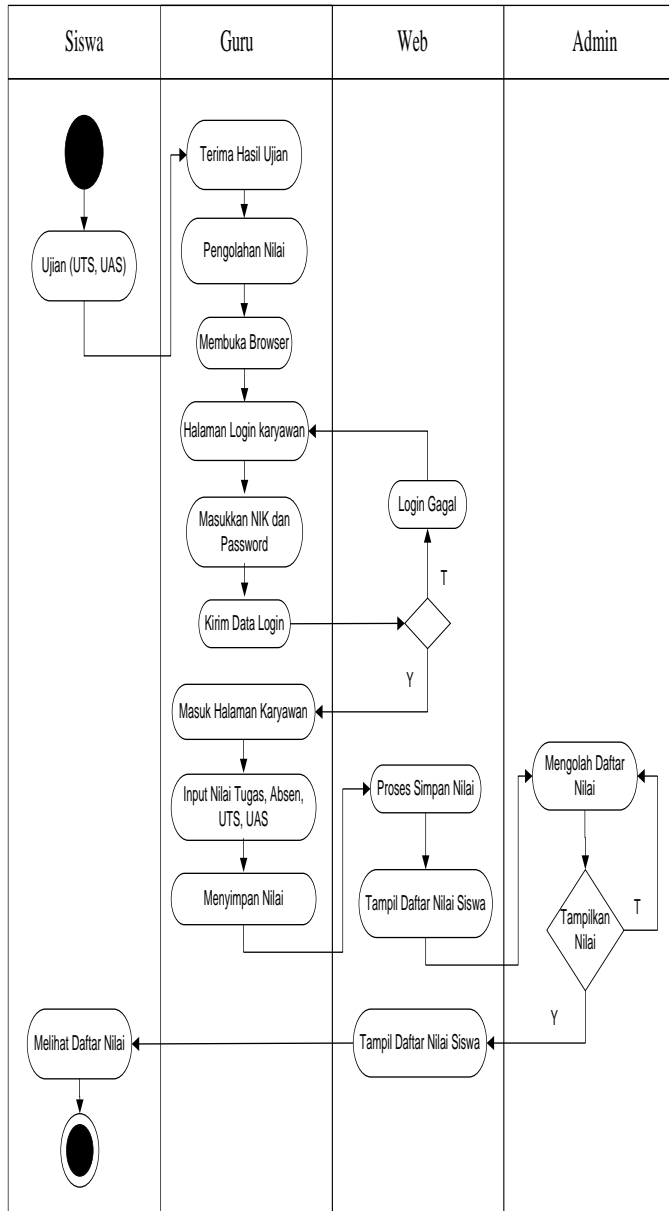 Siswa
Guru
Web
Admin
Terima Hasil Ujian
Ujian (UTS, UAS)
Pengolahan Nilai
Membuka Browser
Halaman Login karyawan
Login Gagal
Masukkan NIK dan
Password
T
Kirim Data Login
Y
Masuk Halaman Karyawan
Input Nilai Tugas, Absen,
UTS, UAS
Proses Simpan Nilai
Mengolah Daftar
Nilai
Menyimpan Nilai
Tampil Daftar Nilai Siswa
Tampilkan
Nilai
T
Y
Melihat Daftar Nilai
Tampil Daftar Nilai Siswa